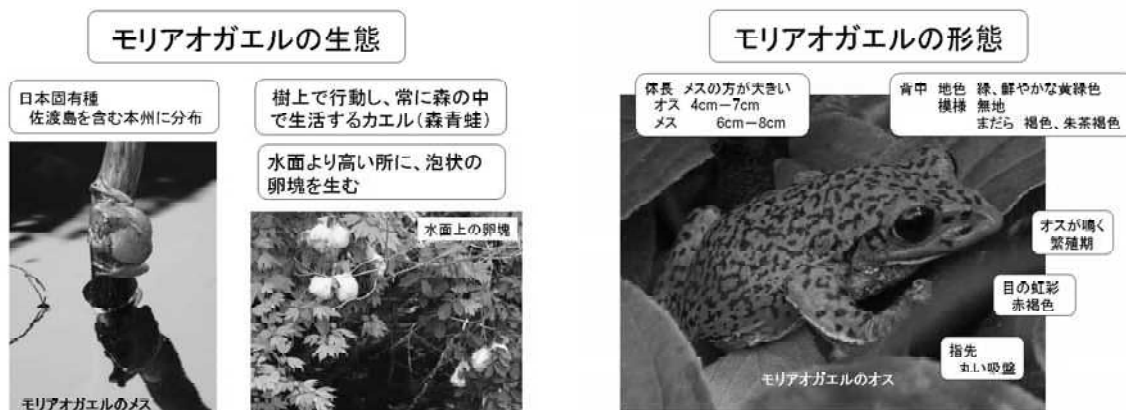 モリアオガエルの生態
日本固有種
佐渡島を含む本州に分布
樹上で行動し、常に森の中
で生活するカエル(森青蛙)
水面より高い所に、泡状の
卵塊を生む
水面上の卵塊
モリアオガエルのメス
モリアオガエルの形態
体長 メスの方が大きい
オス 4cm-7cm
メス 6cm-8cm
背中 地色 緑、鮮やかな黄緑色
模様 無地
まだら 褐色、朱茶褐色
オスが鳴く
繁殖期
目の虹彩
赤褐色
指先
丸い吸盤
モリアオガエルのオス